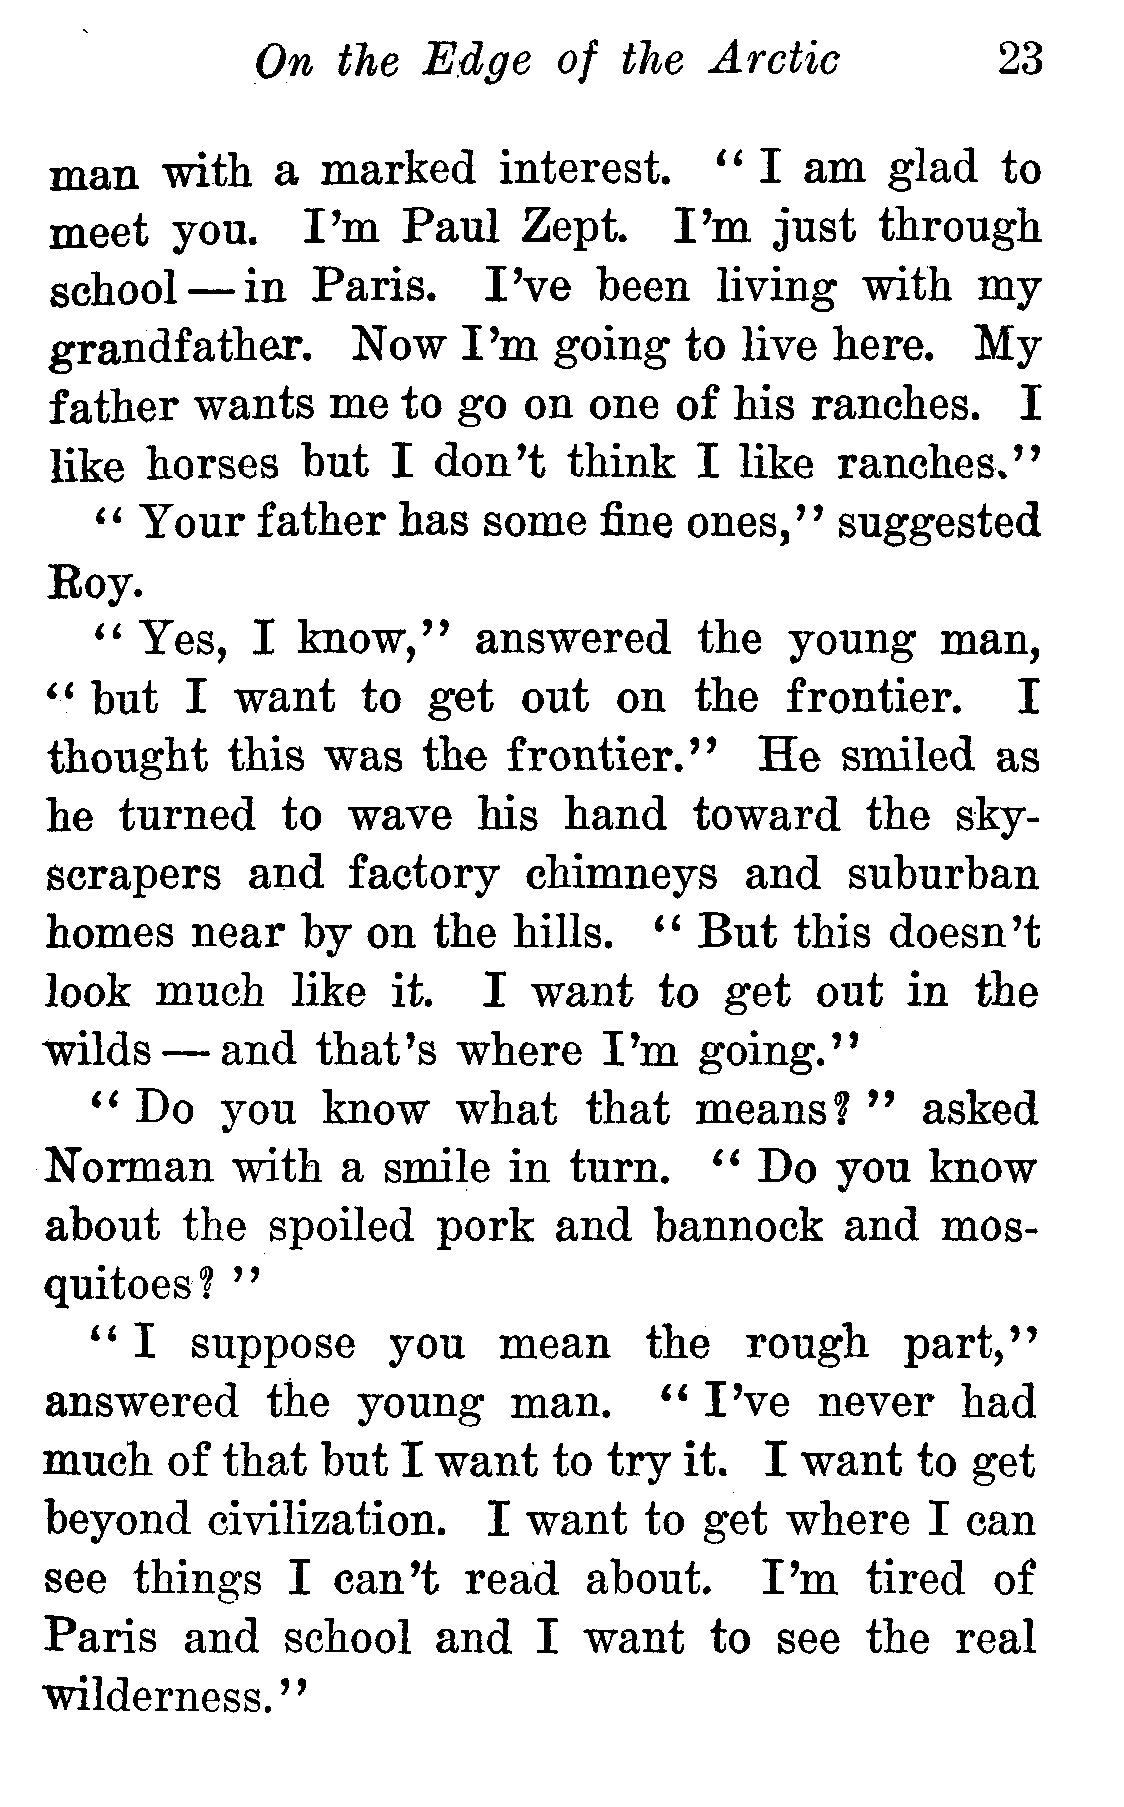 On the Edge of the Arctic 23
man with a marked interest. "I am glad to
meet you. I'm Paul Zept. I'm just through
school — in Paris. I've been living with my
grandfather. Now I'm going to live here. My
father wants me to go on one of his ranches. I
like horses but I don't think I like ranches."
"Your father has some fine ones," suggested
Roy.
"Yes, I know," answered the young man,
"but I want to get out on the frontier. I
thought this was the frontier." He smiled as
he turned to wave his hand toward the sky-
scrapers and factory chimneys and suburban
homes near by on the hills. "But this doesn't
look much like it. I want to get out in the
wilds — and that's where I'm going."
"Do you know what that means?" asked
Norman with a smile in turn. "Do you know
about the spoiled pork and bannock and mos-
quitoes?"
"I suppose you mean the rough part,"
answered the young man. "I've never had
much of that but I want to try it. I want to get
beyond civilization. I want to get where I can
see things I can't read about. I'm tired of
Paris and school and I want to see the real
wilderness."